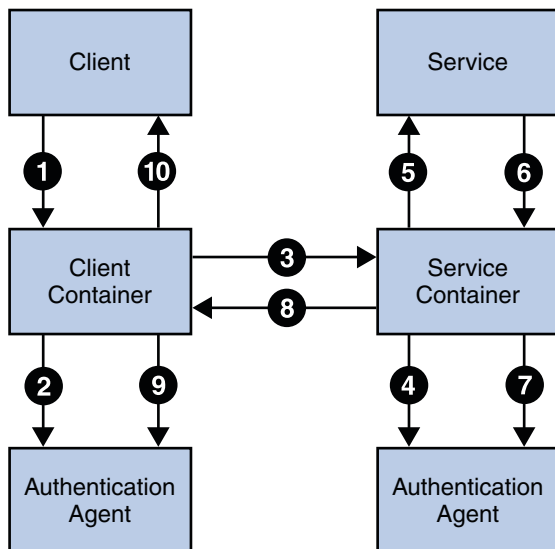 Client
Service
1
10
5
6
Client
Container
3
8
Service
Container
2
9
4
7
Authentication
Agent
Authentication
Agent